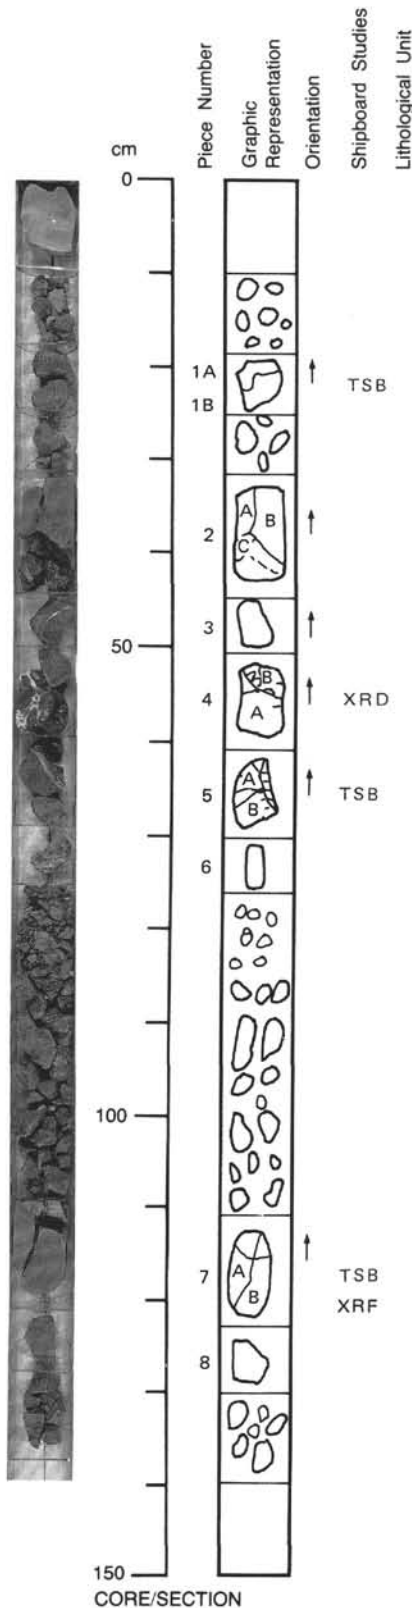 cm
Piece Number
Graphic
Representation
Orientation
Shipboard Studies
Lithological Unit
0
1A
TSB
1B
A
B
2
C
3
50
B
4
XRD
A
A
5
TSB
B
6
100
A
7
TSB
B
XRF
8
150
CORE/SECTION